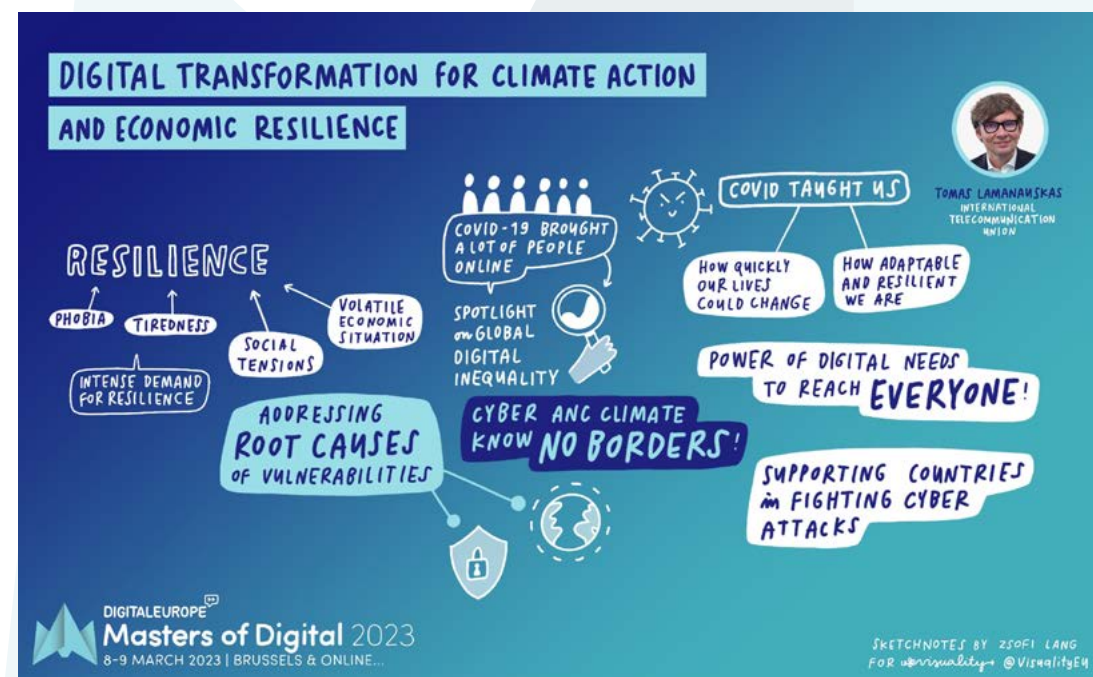 DIGITAL TRANSFORMATION FOR CLIMATE ACTION
AND ECONOMIC RESILIENCE
TOMAS LAMANAUSKAS
INTERNATIONAL
TELECOMMUNICATION
UNION
RESILIENCE
PHOBIA
TIREDNESS
SOCIAL
TENSIONS
VOLATILE
ECONOMIC
SITUATION
INTENSE DEMAND
FOR RESILIENCE
ADDRESSING
ROOT CAUSES
OF VULNERABILITIES
COVID-19 BROUGHT
A LOT OF PEOPLE
ONLINE
SPOTLIGHT
on GLOBAL
DIGITAL
INEQUALITY
CYBER ANC CLIMATE
KNOW NO BORDERS!
COVID TAUGHT US
HOW QUICKLY
OUR LIVES
COULD CHANGE
HOW ADAPTABLE
AND RESILIENT
WE ARE
POWER OF DIGITAL NEEDS
TO REACH EVERYONE!
SUPPORTING COUNTRIES
in FIGHTING CYBER
ATTACKS
DIGITALEUROPE
Masters of Digital 2023
8-9 MARCH 2023 | BRUSSELS & ONLINE...
SKETCHNOTES BY ZSOFI LANG
FOR visuality @VisualityEU